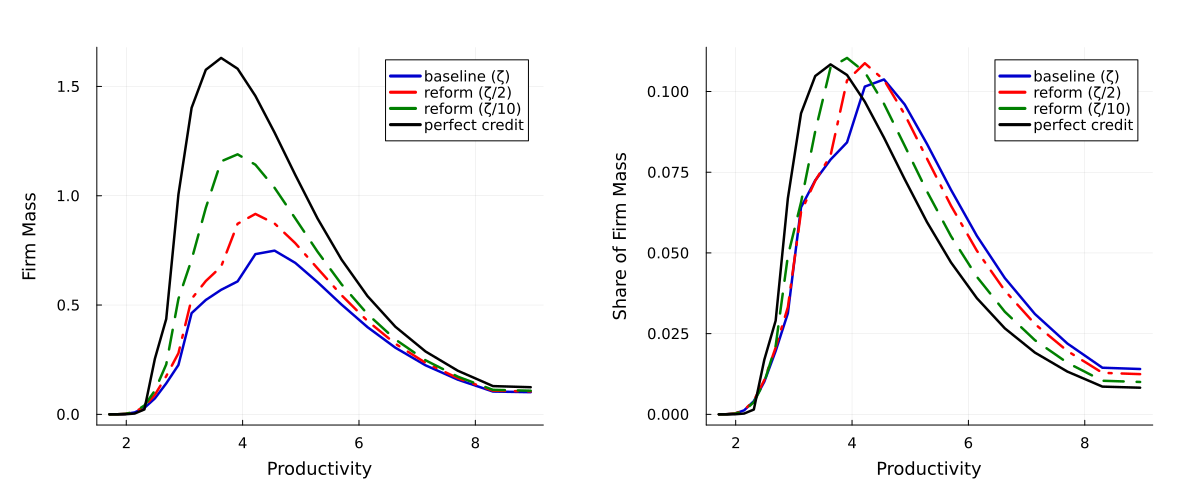 Firm Mass
1.5
1.0
0.5
0.0
2 4 6 8
Productivity
baseline (ζ)
reform (ζ/2)
reform (ζ/10)
perfect credit
Share of Firm Mass
0.100
0.075
0.050
0.025
0.000
2 4 6 8
Productivity
baseline (ζ)
reform (ζ/2)
reform (ζ/10)
perfect credit